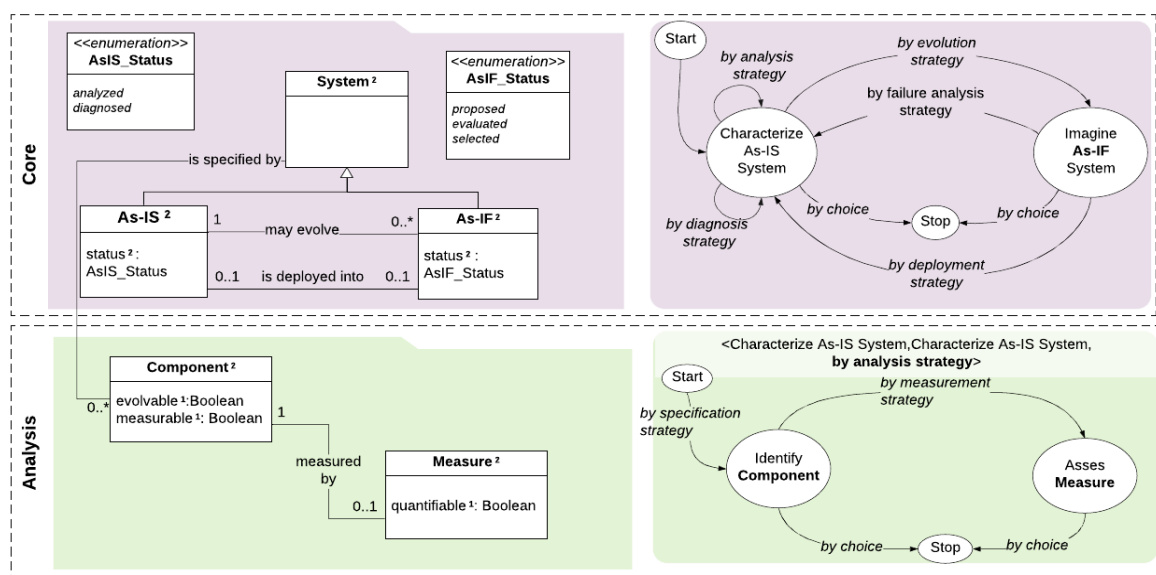 Core
<<enumeration>>
AsIS_Status
analyzed
diagnosed
System ²
<<enumeration>>
AsIF_Status
proposed
evaluated
selected
is specified by
As-IS ²
status ² :
AsIS_Status
1
may evolve
0..*
0..1
is deployed into
0..1
As-IF ²
status ² :
AsIF_Status
Start
by analysis
strategy
by evolution
strategy
by failure analysis
strategy
Characterize
As-IS
System
Imagine
As-IF
System
by choice
Stop
by choice
by diagnosis
strategy
by deployment
strategy
Analysis
Component ²
evolvable ¹:Boolean
measurable ¹: Boolean
0..*
1
measured
by
0..1
Measure ²
quantifiable ¹: Boolean
<Characterize As-IS System,Characterize As-IS System,
by analysis strategy>
Start
by measurement
strategy
by specification
strategy
Identify
Component
Asses
Measure
by choice
Stop
by choice